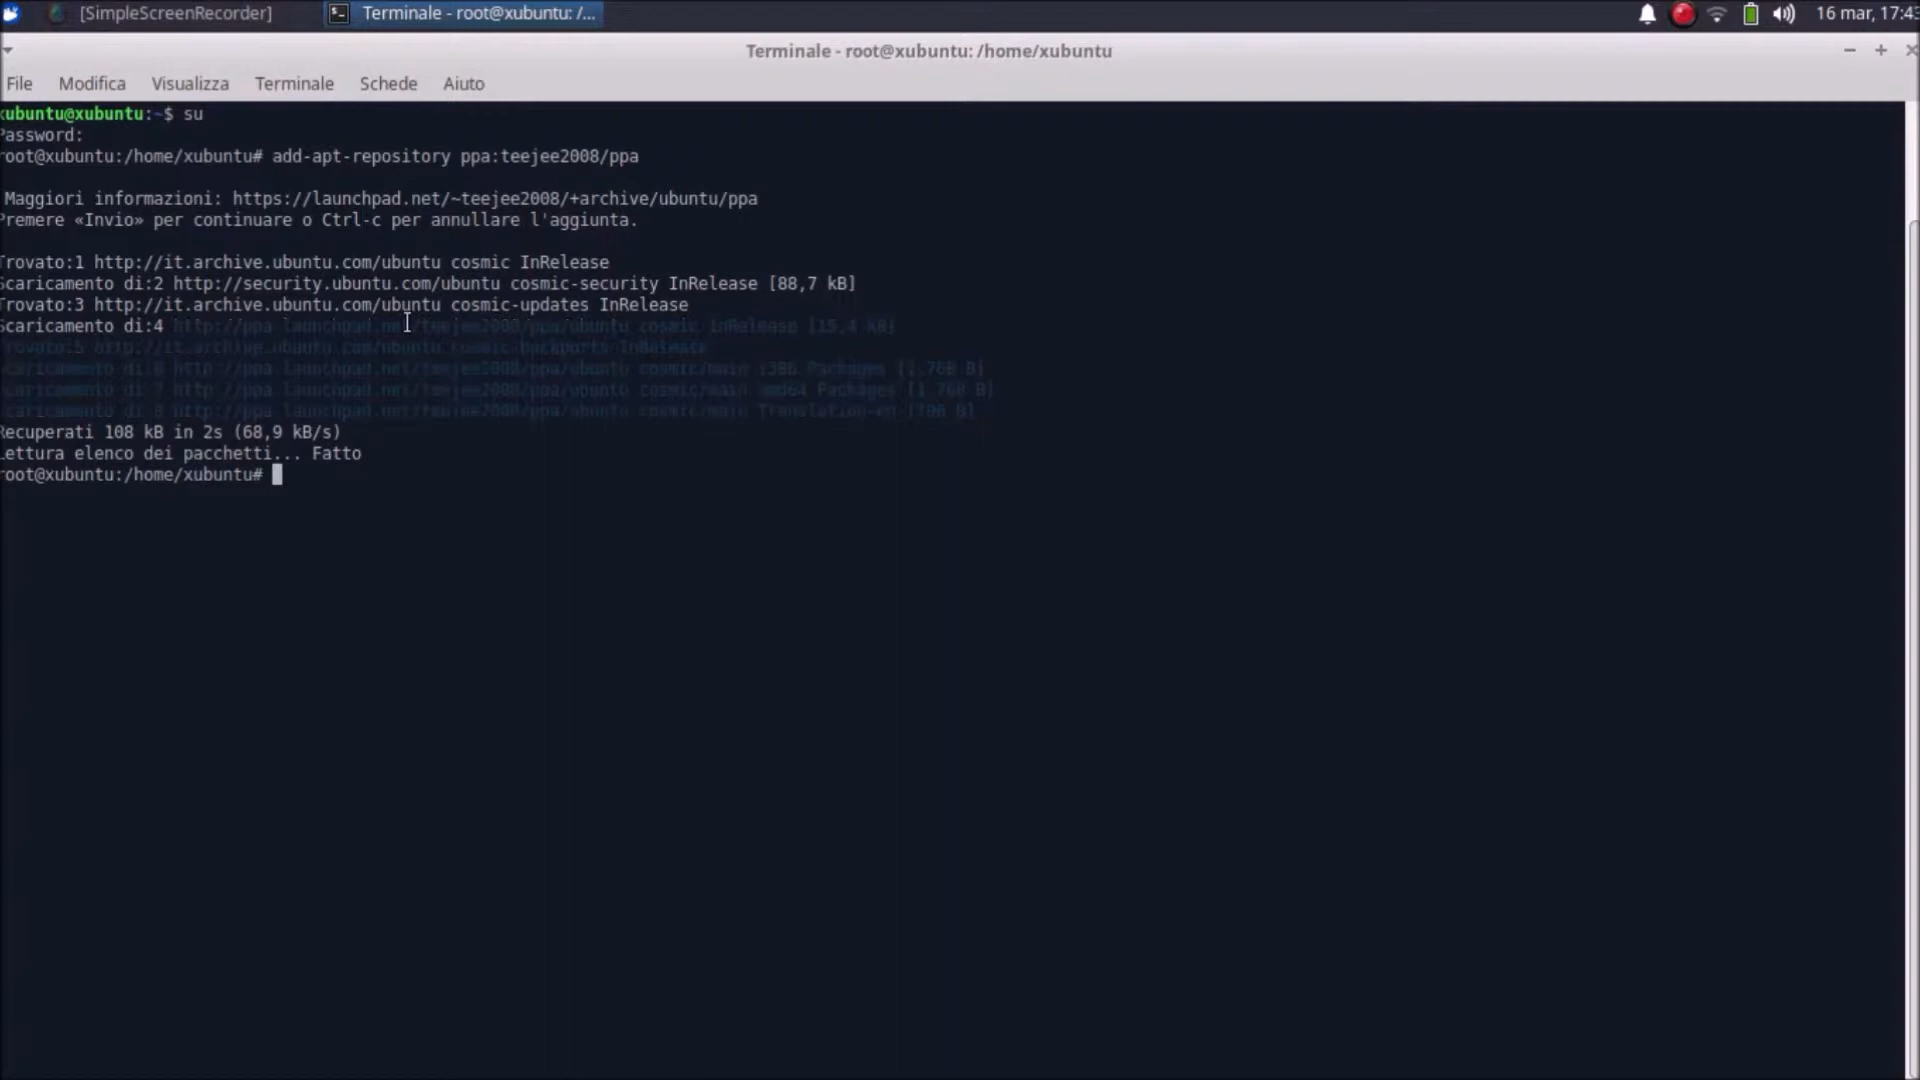 [SimpleScreenRecorder]
Terminale - root@xubuntu: /...
16 mar, 17:43
Terminale - root@xubuntu: /home/xubuntu
File Modifica Visualizza Terminale Schede Aiuto
xubuntu@xubuntu:~$ su
Password:
root@xubuntu:/home/xubuntu# add-apt-repository ppa:teejee2008/ppa
Maggiori informazioni: https://launchpad.net/~teejee2008/+archive/ubuntu/ppa
Premere «Invio» per continuare o Ctrl-c per annullare l'aggiunta.
Trovato:1 http://it.archive.ubuntu.com/ubuntu cosmic InRelease
Scaricamento di:2 http://security.ubuntu.com/ubuntu cosmic-security InRelease [88,7 kB]
Trovato:3 http://it.archive.ubuntu.com/ubuntu cosmic-updates InRelease
Scaricamento di:4 http://ppa.launchpad.net/teejee2008/ppa/ubuntu cosmic InRelease [15,4 kB]
Trovato:5 http://it.archive.ubuntu.com/ubuntu cosmic-backports InRelease
Scaricamento di:6 http://ppa.launchpad.net/teejee2008/ppa/ubuntu cosmic/main i386 Packages [1.768 B]
Scaricamento di:7 http://ppa.launchpad.net/teejee2008/ppa/ubuntu cosmic/main amd64 Packages [1.768 B]
Scaricamento di:8 http://ppa.launchpad.net/teejee2008/ppa/ubuntu cosmic/main Translation-en
Recuperati 108 kB in 2s (68,9 kB/s)
Lettura elenco dei pacchetti... Fatto
root@xubuntu:/home/xubuntu#